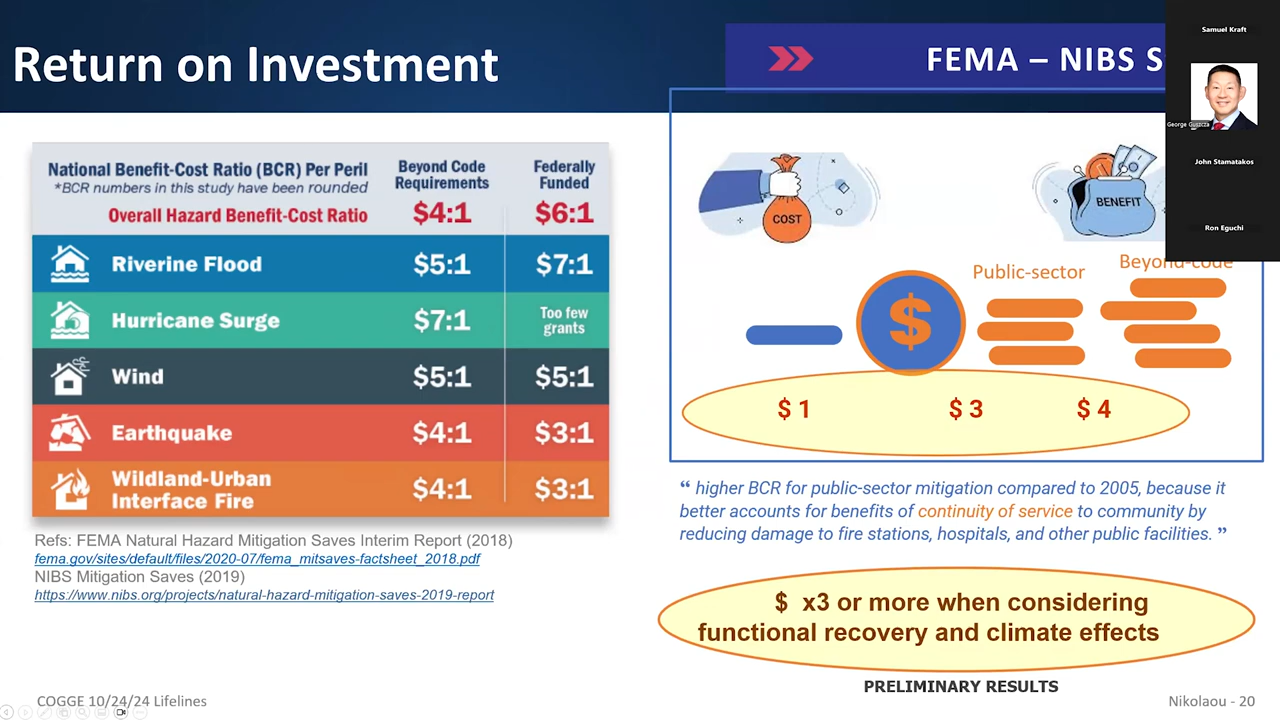 Return on Investment
FEMA – NIBS S
Samuel Kraft
George Guszcza
John Stamatakos
Ron Eguchi
National Benefit-Cost Ratio (BCR) Per Peril
*BCR numbers in this study have been rounded
Beyond Code
Requirements
Federally
Funded
Overall Hazard Benefit-Cost Ratio $4:1 $6:1
Riverine Flood $5:1 $7:1
Hurricane Surge $7:1 Too few
grants
Wind $5:1 $5:1
Earthquake $4:1 $3:1
Wildland-Urban
Interface Fire $4:1 $3:1
Refs: FEMA Natural Hazard Mitigation Saves Interim Report (2018)
fema.gov/sites/default/files/2020-07/fema_mitsaves-factsheet_2018.pdf
NIBS Mitigation Saves (2019)
https://www.nibs.org/projects/natural-hazard-mitigation-saves-2019-report
COST
BENEFIT
Public-sector
Beyond-code
$
$ 1 $ 3 $ 4
“ higher BCR for public-sector mitigation compared to 2005, because it
better accounts for benefits of continuity of service to community by
reducing damage to fire stations, hospitals, and other public facilities. ”
$ x3 or more when considering
functional recovery and climate effects
PRELIMINARY RESULTS
COGGE 10/24/24 Lifelines
Nikolaou - 20